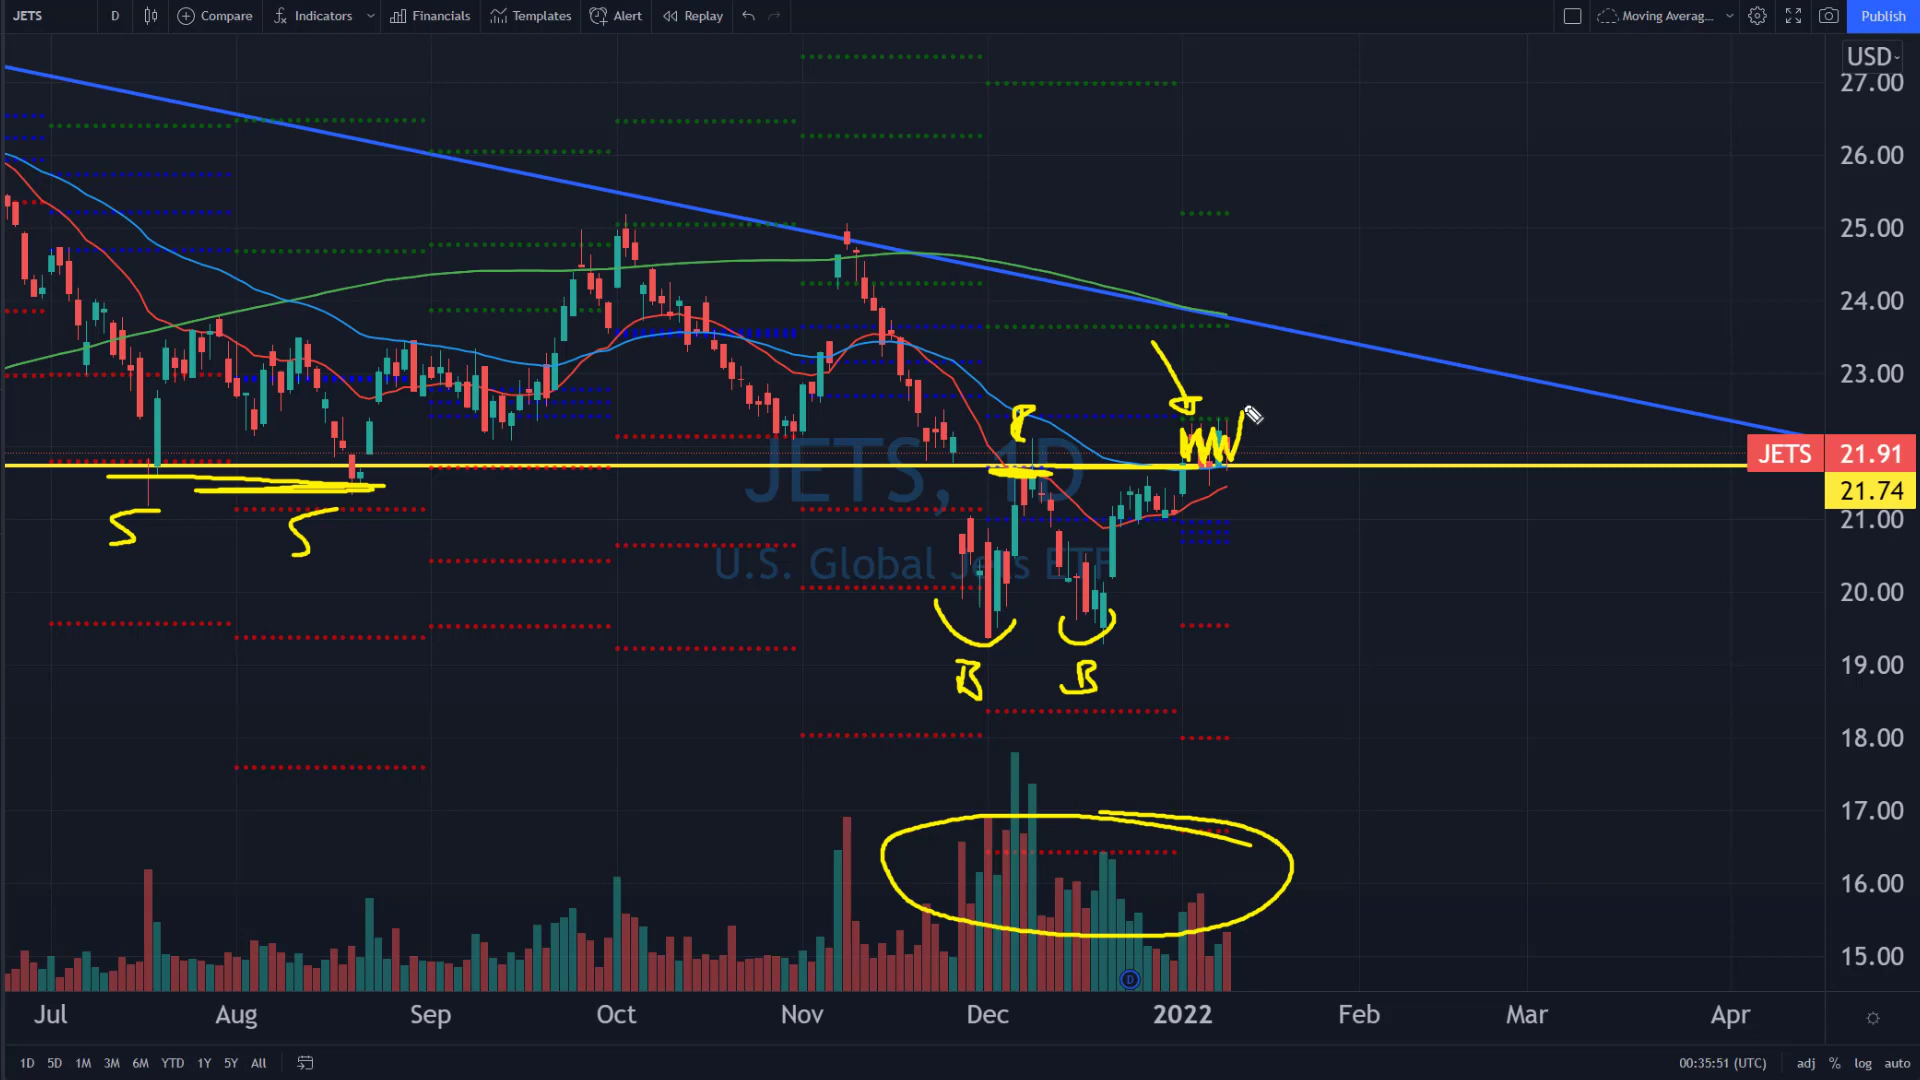 JETS D Compare Indicators Financials Templates Alert Replay Moving Averag... Publish
USD
27.00
26.00
25.00
24.00
23.00
JETS 21.91
21.74
21.00
20.00
19.00
18.00
17.00
16.00
15.00
JETS, 1D
U.S. Global Jets ETF
S S
B B
D
Jul Aug Sep Oct Nov Dec 2022 Feb Mar Apr
1D 5D 1M 3M 6M YTD 1Y 5Y All 00:35:51 (UTC) adj % log auto